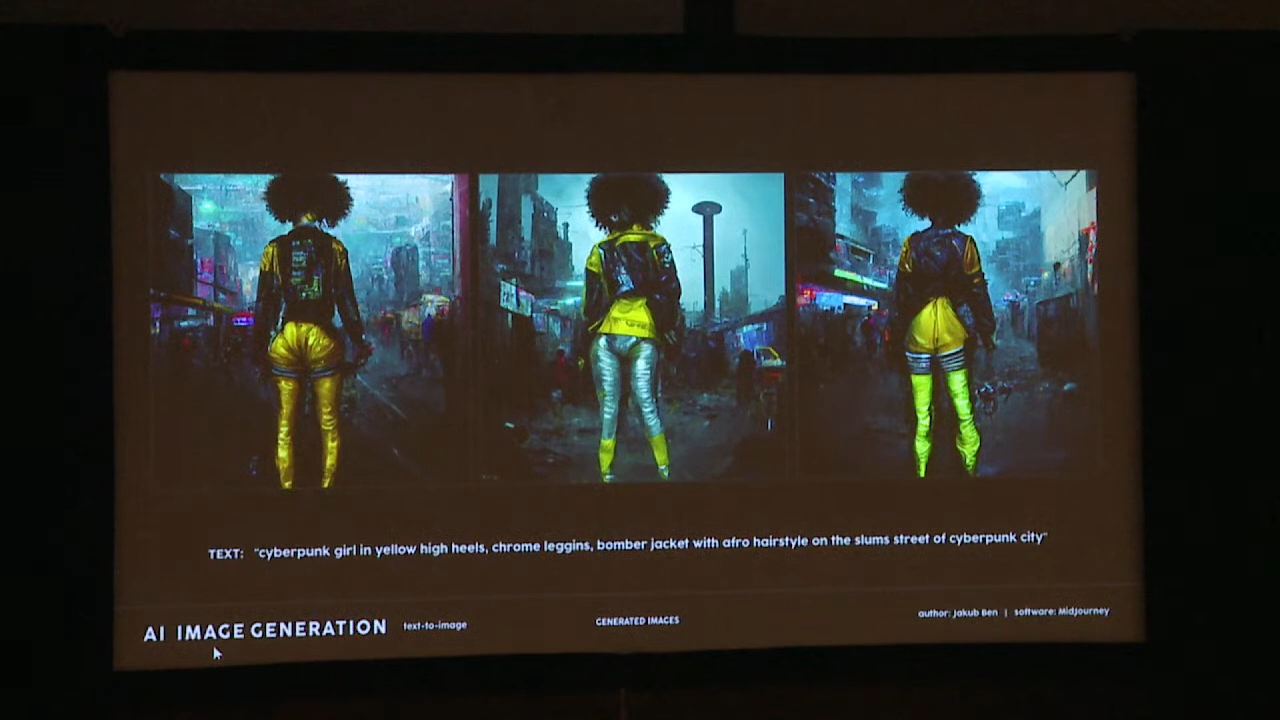 TEXT: "cyberpunk girl in yellow high heels, chrome leggins, bomber jacket with afro hairstyle on the slums street of cyberpunk city"
AI IMAGE GENERATION text-to-image GENERATED IMAGES author: Jakub Ben | software: Midjourney